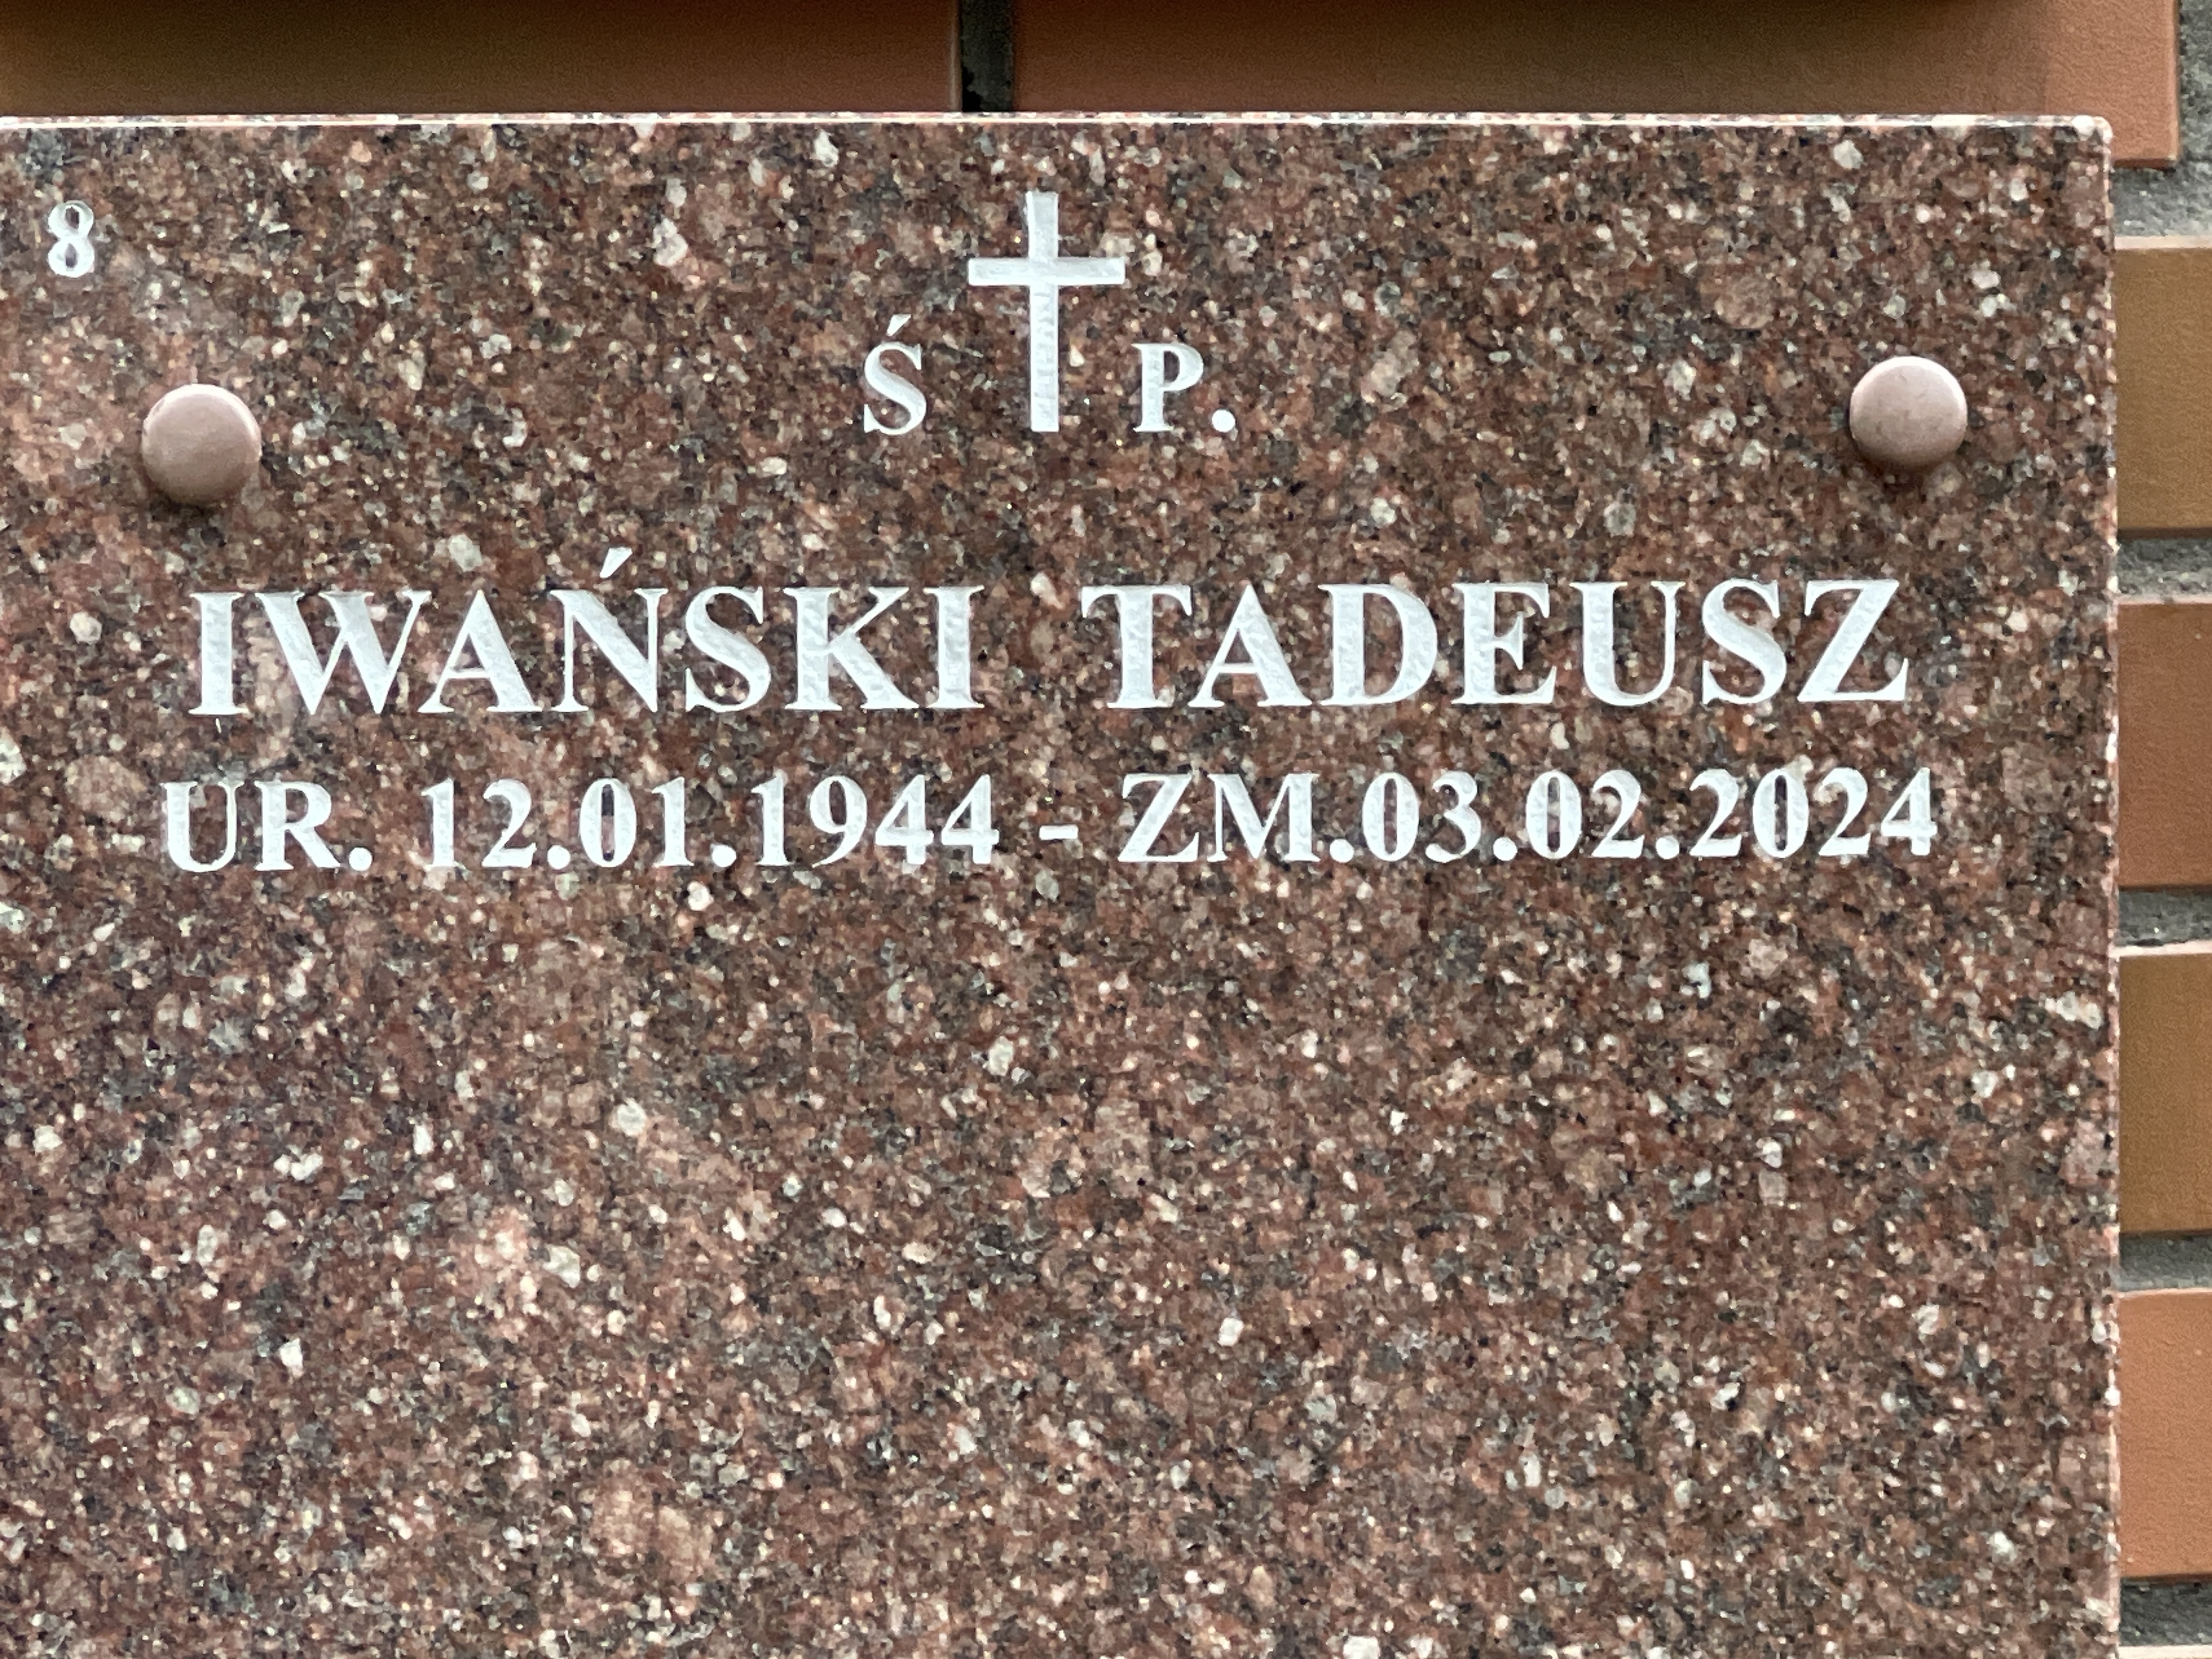 8
Ś P.
IWAŃSKI TADEUSZ
UR. 12.01.1944 - ZM.03.02.2024